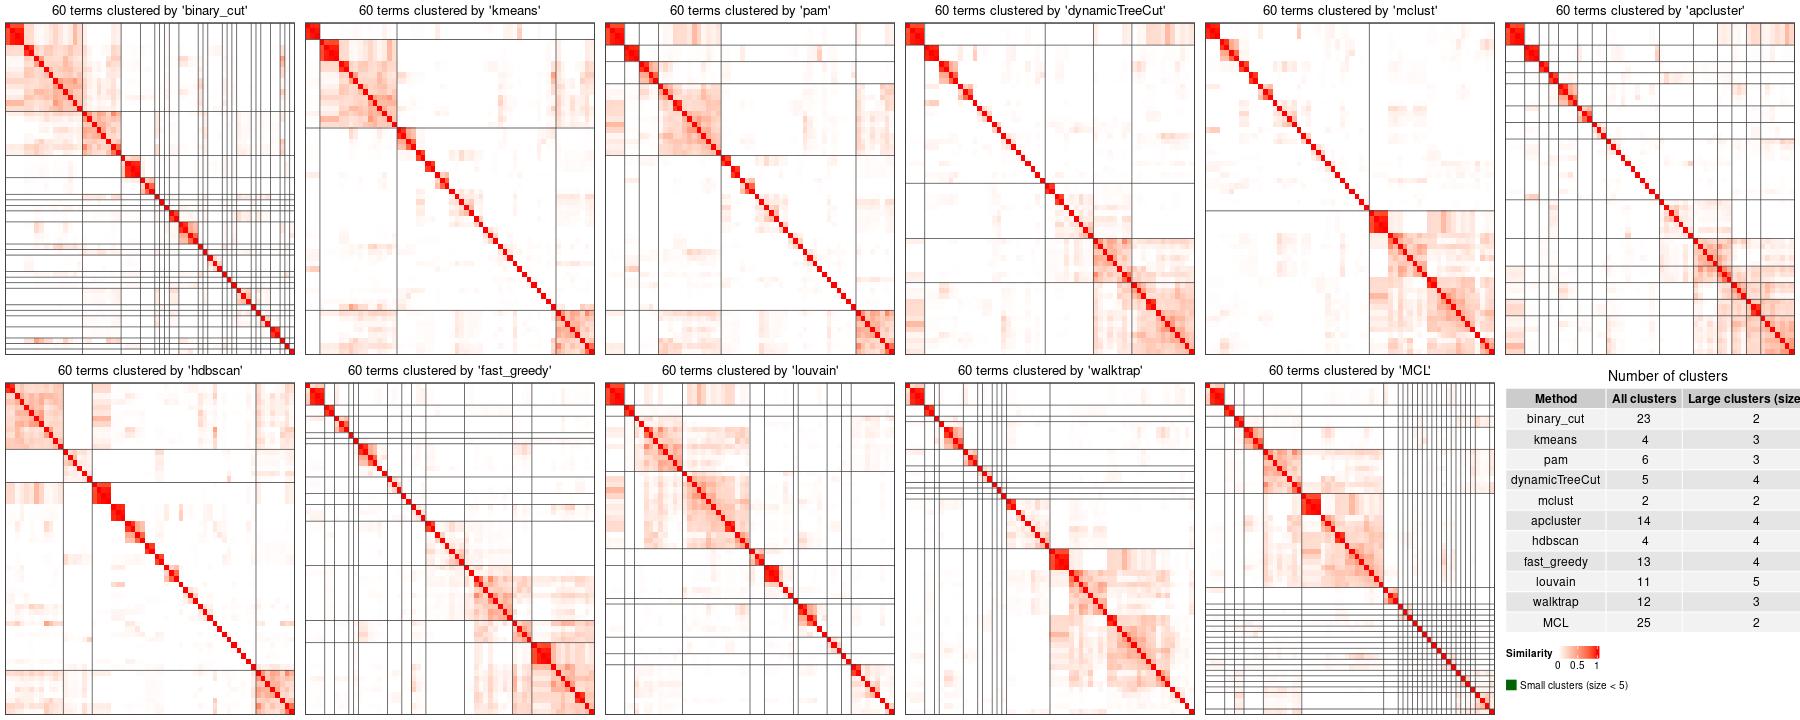 60 terms clustered by 'binary_cut'
60 terms clustered by 'kmeans'
60 terms clustered by 'pam'
60 terms clustered by 'dynamicTreeCut'
60 terms clustered by 'mclust'
60 terms clustered by 'apcluster'
60 terms clustered by 'hdbscan'
60 terms clustered by 'fast_greedy'
60 terms clustered by 'louvain'
60 terms clustered by 'walktrap'
60 terms clustered by 'MCL'
Number of clusters
Method All clusters Large clusters (size
binary_cut 23 2
kmeans 4 3
pam 6 3
dynamicTreeCut 5 4
mclust 2 2
apcluster 14 4
hdbscan 4 4
fast_greedy 13 4
louvain 11 5
walktrap 12 3
MCL 25 2
Similarity
0 0.5 1
Small clusters (size < 5)